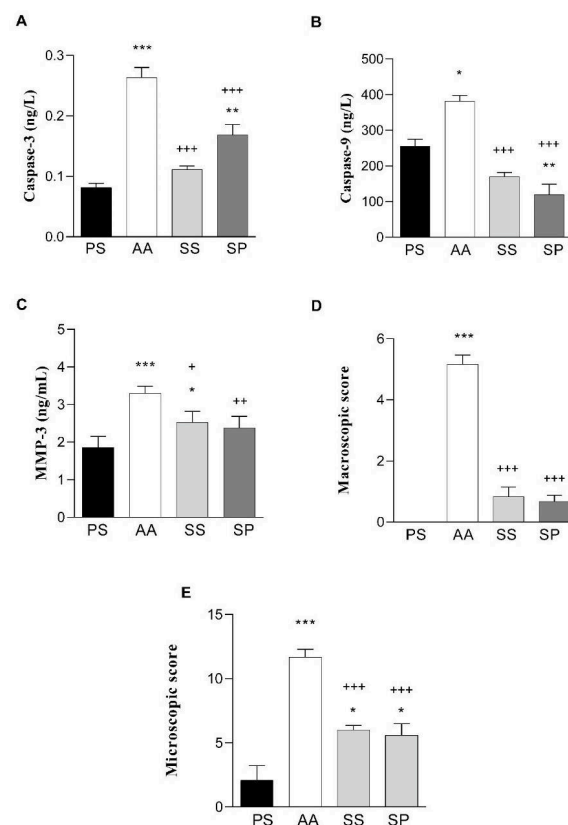 A
Caspase-3 (ng/L)
0.3
0.2
0.1
0.0
***
+++
+++
**
PS AA SS SP
B
Caspase-9 (ng/L)
500
400
300
200
100
0
*
+++
+++
**
PS AA SS SP
C
MMP-3 (ng/mL)
5
4
3
2
1
0
***
+
*
++
PS AA SS SP
D
Macroscopic score
6
4
2
0
***
+++
+++
PS AA SS SP
E
Microscopic score
15
10
5
0
***
+++
*
+++
*
PS AA SS SP